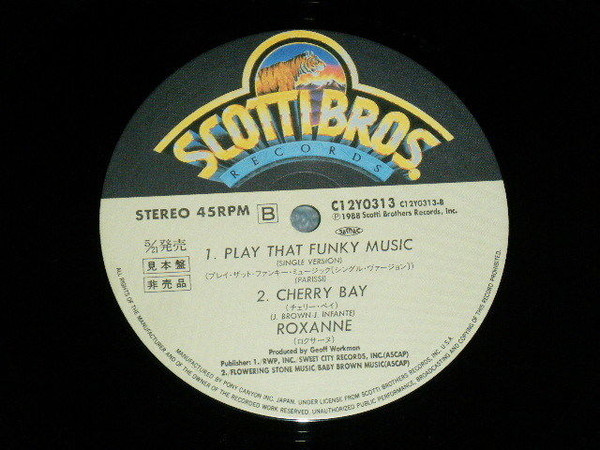 SCOTTI BROS.
RECORDS
STEREO 45RPM B
C12Y0313 C12Y0313-B
℗1988 Scotti Brothers Records, Inc.
5/21発売
見本盤
非売品
1. PLAY THAT FUNKY MUSIC
(SINGLE VERSION)
(プレイ・ザット・ファンキー・ミュージック〔シングル・ヴァージョン〕)
(PARISSI)
2. CHERRY BAY
(チェリー・ベイ)
(J. BROWN-J. INFANTE)
ROXANNE
(ロクサーヌ)
Produced by Geoff Workman
Publisher: 1. RWP, INC. SWEET CITY RECORDS, INC.(ASCAP)
2. FLOWERING STONE MUSIC BABY BROWN MUSIC(ASCAP)
MANUFACTURED BY PONY CANYON INC. JAPAN. UNDER LICENSE FROM SCOTTI BROTHERS RECORDS, INC. U.S.A.
ALL RIGHTS OF THE MANUFACTURER AND OF THE OWNER OF THE RECORDED WORK RESERVED. UNAUTHORIZED PUBLIC PERFORMANCE, BROADCASTING AND COPYING OF THIS RECORD PROHIBITED.